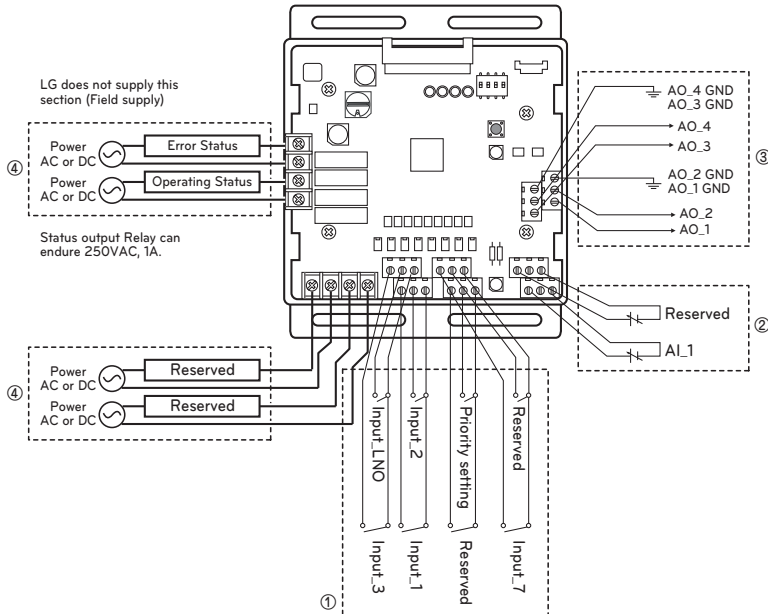 LG does not supply this
section (Field supply)
④
Power
AC or DC
Error Status
Power
AC or DC
Operating Status
Status output Relay can
endure 250VAC, 1A.
AO_4 GND
AO_3 GND
AO_4
AO_3
AO_2 GND
AO_1 GND
AO_2
AO_1
③
Reserved
AI_1
②
④
Power
AC or DC
Reserved
Power
AC or DC
Reserved
Input_LNO
Input_2
Priority setting
Reserved
Input_3
Input_1
Reserved
Input_7
①